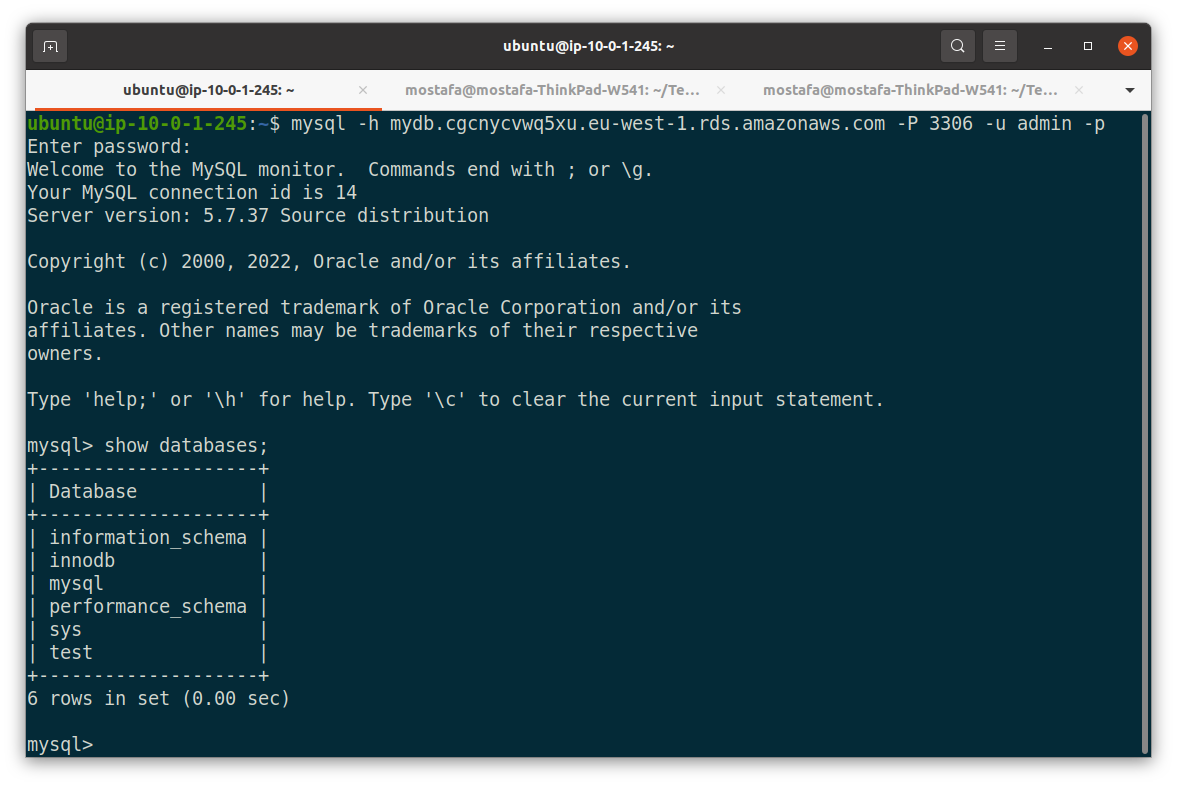 ubuntu@ip-10-0-1-245: ~
ubuntu@ip-10-0-1-245: ~ mostafa@mostafa-ThinkPad-W541: ~/Te... mostafa@mostafa-ThinkPad-W541: ~/Te...
ubuntu@ip-10-0-1-245:~$ mysql -h mydb.cgcnycvwq5xu.eu-west-1.rds.amazonaws.com -P 3306 -u admin -p
Enter password:
Welcome to the MySQL monitor.  Commands end with ; or \g.
Your MySQL connection id is 14
Server version: 5.7.37 Source distribution

Copyright (c) 2000, 2022, Oracle and/or its affiliates.

Oracle is a registered trademark of Oracle Corporation and/or its
affiliates. Other names may be trademarks of their respective
owners.

Type 'help;' or '\h' for help. Type '\c' to clear the current input statement.

mysql> show databases;
+--------------------+
| Database           |
+--------------------+
| information_schema |
| innodb             |
| mysql              |
| performance_schema |
| sys                |
| test               |
+--------------------+
6 rows in set (0.00 sec)

mysql>